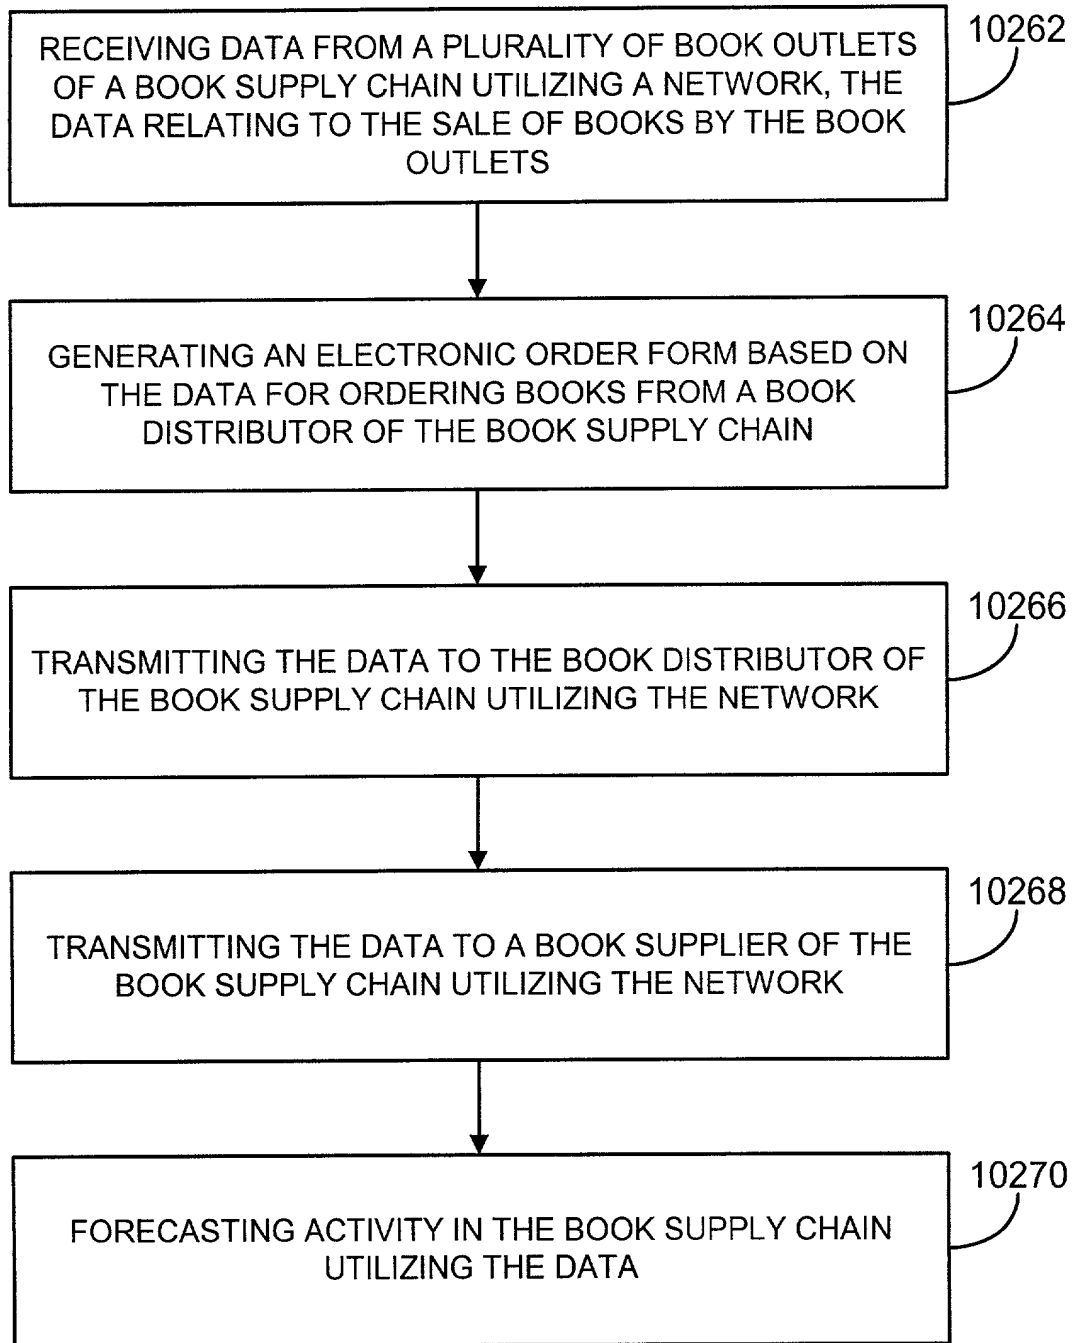 10262
RECEIVING DATA FROM A PLURALITY OF BOOK OUTLETS
OF A BOOK SUPPLY CHAIN UTILIZING A NETWORK, THE
DATA RELATING TO THE SALE OF BOOKS BY THE BOOK
OUTLETS
10264
GENERATING AN ELECTRONIC ORDER FORM BASED ON
THE DATA FOR ORDERING BOOKS FROM A BOOK
DISTRIBUTOR OF THE BOOK SUPPLY CHAIN
10266
TRANSMITTING THE DATA TO THE BOOK DISTRIBUTOR OF
THE BOOK SUPPLY CHAIN UTILIZING THE NETWORK
10268
TRANSMITTING THE DATA TO A BOOK SUPPLIER OF THE
BOOK SUPPLY CHAIN UTILIZING THE NETWORK
10270
FORECASTING ACTIVITY IN THE BOOK SUPPLY CHAIN
UTILIZING THE DATA